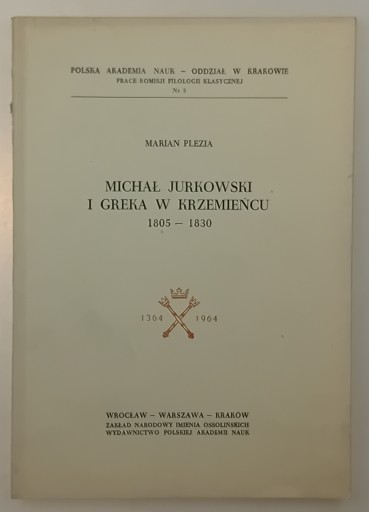 POLSKA AKADEMIA NAUK – ODDZIAŁ W KRAKOWIE
PRACE KOMISJI FILOLOGII KLASYCZNEJ
Nr 5
MARIAN PLEZIA
MICHAŁ JURKOWSKI
I GREKA W KRZEMIEŃCU
1805 – 1830
1364 1964
WROCŁAW – WARSZAWA – KRAKÓW
ZAKŁAD NARODOWY IMIENIA OSSOLIŃSKICH
WYDAWNICTWO POLSKIEJ AKADEMII NAUK